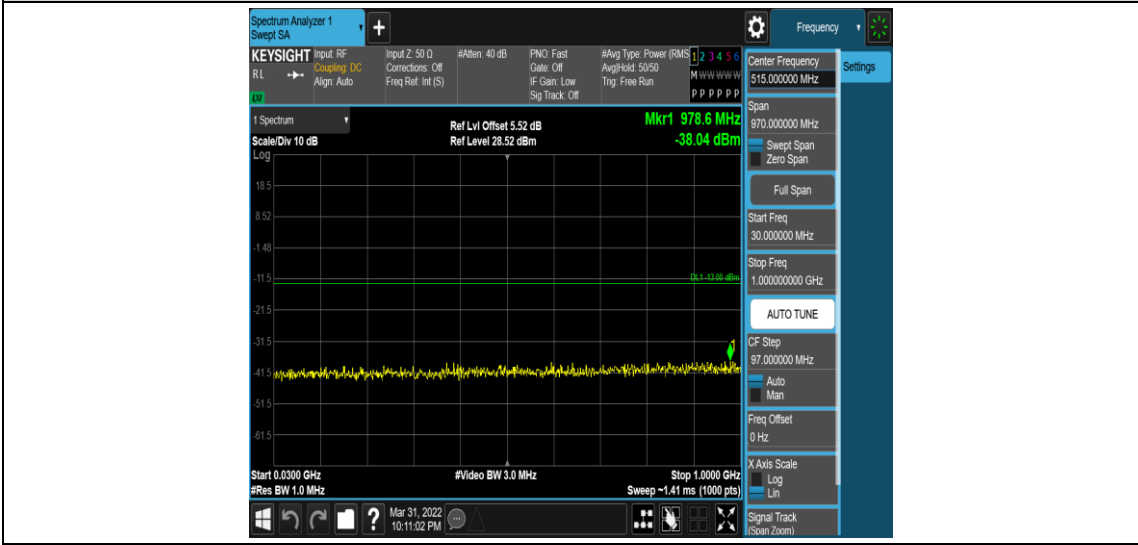 Spectrum Analyzer 1
Swept SA
+
Frequency
KEYSIGHT
RL
LXI
Input: RF
Coupling: DC
Align: Auto
Input Z: 50 Ω
Corrections: Off
Freq Ref: Int (S)
#Atten: 40 dB
PNO: Fast
Gate: Off
IF Gain: Low
Sig Track: Off
#Avg Type: Power (RMS
Avg|Hold: 50/50
Trig: Free Run
1 2 3 4 5 6
M W W W W W
P P P P P P
1 Spectrum
Scale/Div 10 dB
Log
Ref Lvl Offset 5.52 dB
Ref Level 28.52 dBm
Mkr1 978.6 MHz
-38.04 dBm
18.5
8.52
-1.48
-11.5
DL1 -13.00 dBm
-21.5
-31.5
1
-41.5
-51.5
-61.5
Start 0.0300 GHz
#Res BW 1.0 MHz
#Video BW 3.0 MHz
Stop 1.0000 GHz
Sweep ~1.41 ms (1000 pts)
?
Mar 31, 2022
10:11:02 PM
Center Frequency
515.000000 MHz
Settings
Span
970.000000 MHz
Swept Span
Zero Span
Full Span
Start Freq
30.000000 MHz
Stop Freq
1.000000000 GHz
AUTO TUNE
CF Step
97.000000 MHz
Auto
Man
Freq Offset
0 Hz
X Axis Scale
Log
Lin
Signal Track
(Span Zoom)